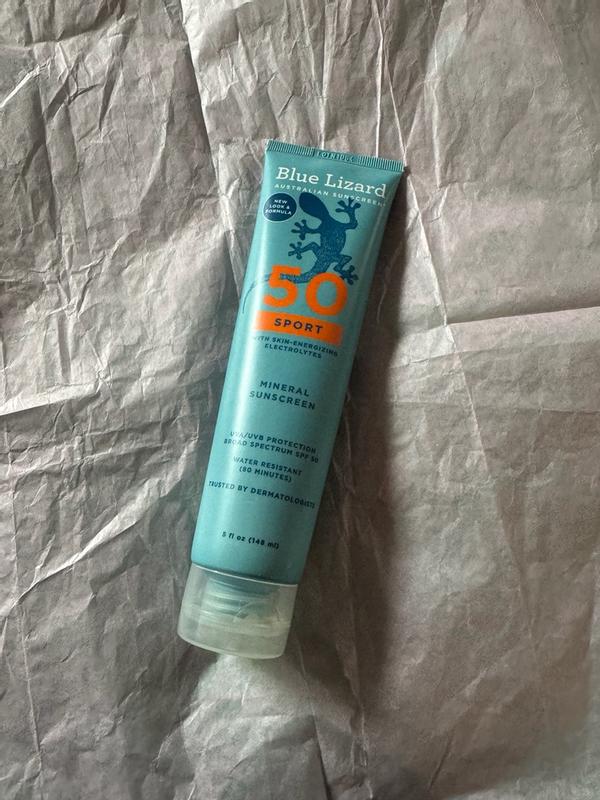 Blue Lizard
AUSTRALIAN SUNSCREEN
NEW
LOOK &
FORMULA
50
SPORT
WITH SKIN-ENERGIZING
ELECTROLYTES
MINERAL
SUNSCREEN
UVA/UVB PROTECTION
BROAD SPECTRUM SPF 50
WATER RESISTANT
(80 MINUTES)
TRUSTED BY DERMATOLOGISTS
5 fl oz (148 ml)